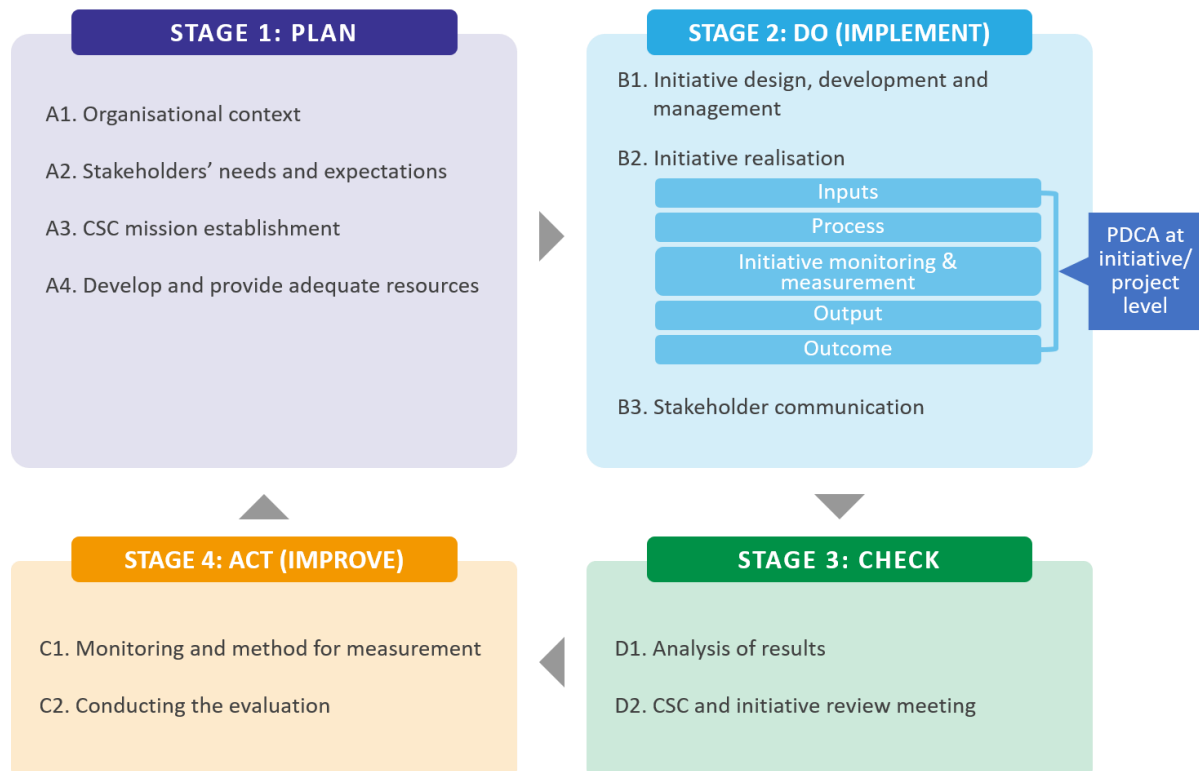 STAGE 1: PLAN
A1. Organisational context
A2. Stakeholders’ needs and expectations
A3. CSC mission establishment
A4. Develop and provide adequate resources
STAGE 2: DO (IMPLEMENT)
B1. Initiative design, development and
management
B2. Initiative realisation
Inputs
Process
Initiative monitoring &
measurement
Output
Outcome
PDCA at
initiative/
project
level
B3. Stakeholder communication
STAGE 4: ACT (IMPROVE)
C1. Monitoring and method for measurement
C2. Conducting the evaluation
STAGE 3: CHECK
D1. Analysis of results
D2. CSC and initiative review meeting